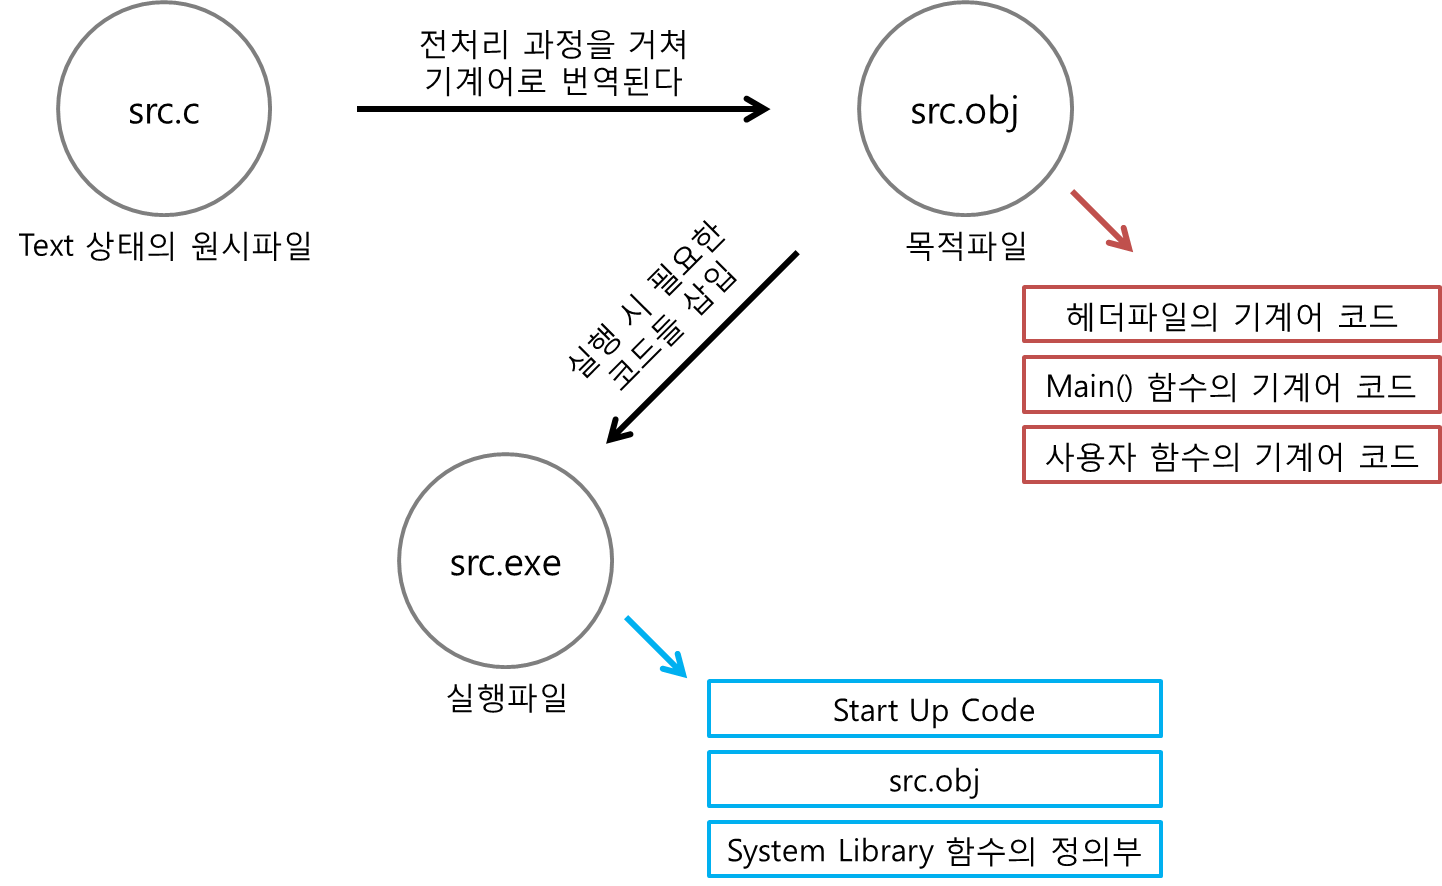 src.c
전처리 과정을 거쳐
기계어로 번역된다
src.obj
Text 상태의 원시파일
목적파일
실행 시 필요한
코드들 삽입
헤더파일의 기계어 코드
Main() 함수의 기계어 코드
사용자 함수의 기계어 코드
src.exe
실행파일
Start Up Code
src.obj
System Library 함수의 정의부